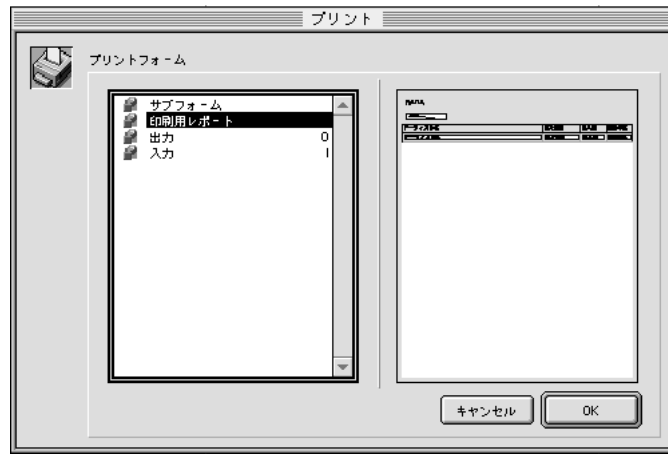 プリント
プリントフォーム
サブフォーム
印刷用レポート
出力 O
入力 I
キャンセル OK